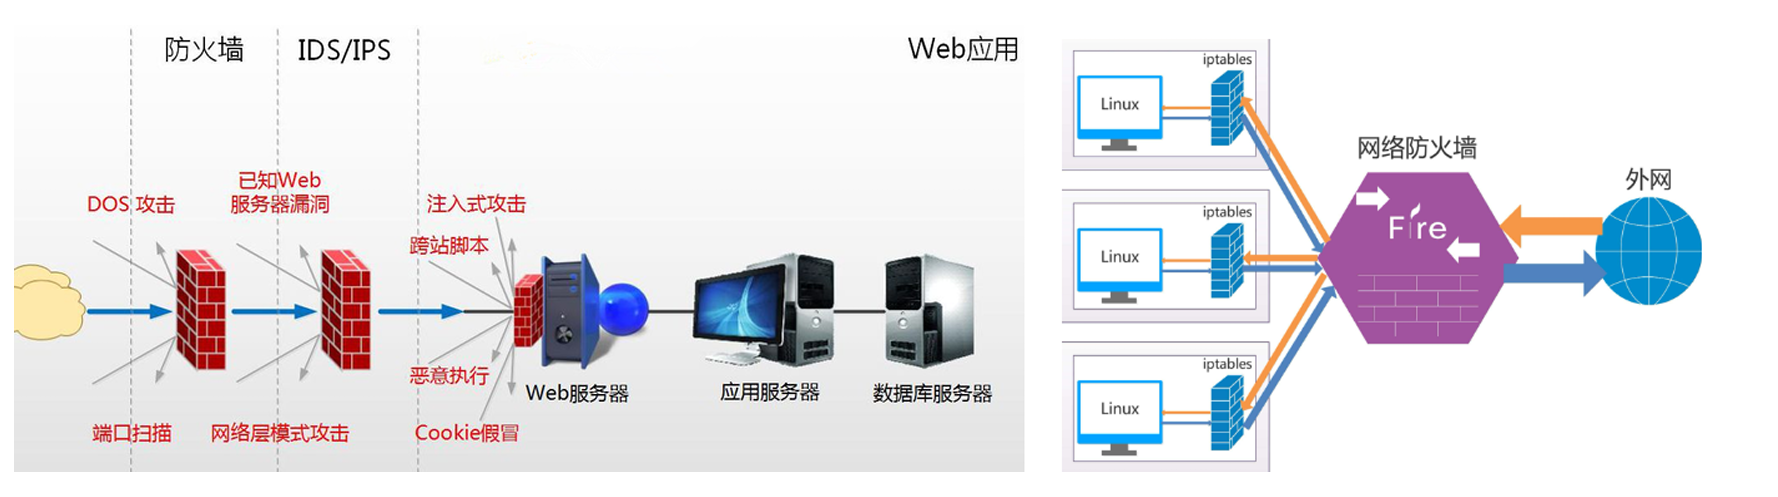 防火墙
IDS/IPS
Web应用
DOS 攻击
已知Web
服务器漏洞
注入式攻击
跨站脚本
恶意执行
Cookie假冒
端口扫描
网络层模式攻击
Web服务器
应用服务器
数据库服务器
iptables
Linux
iptables
Linux
iptables
Linux
网络防火墙
Fire
外网